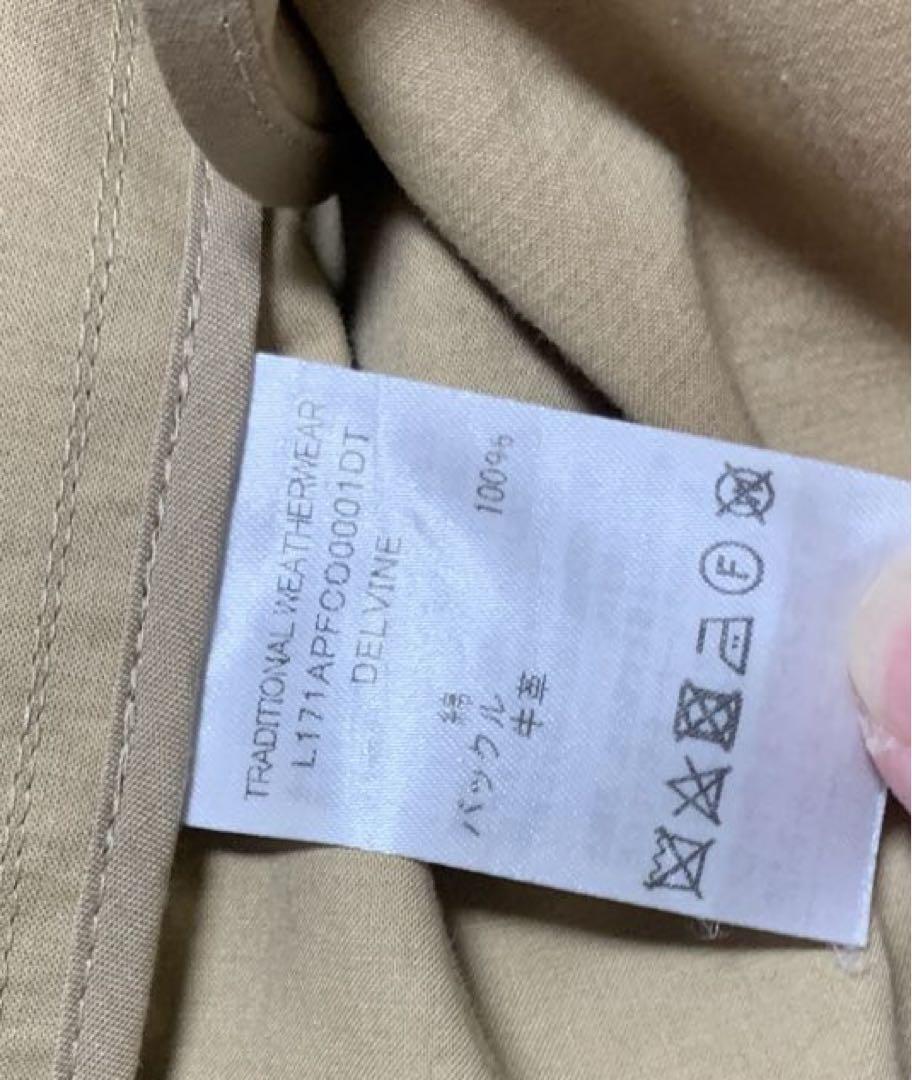 TRADITIONAL WEATHERWEAR
L171APFCO0001DT
DELVINE
綿 100%
バックル
牛革
F
W